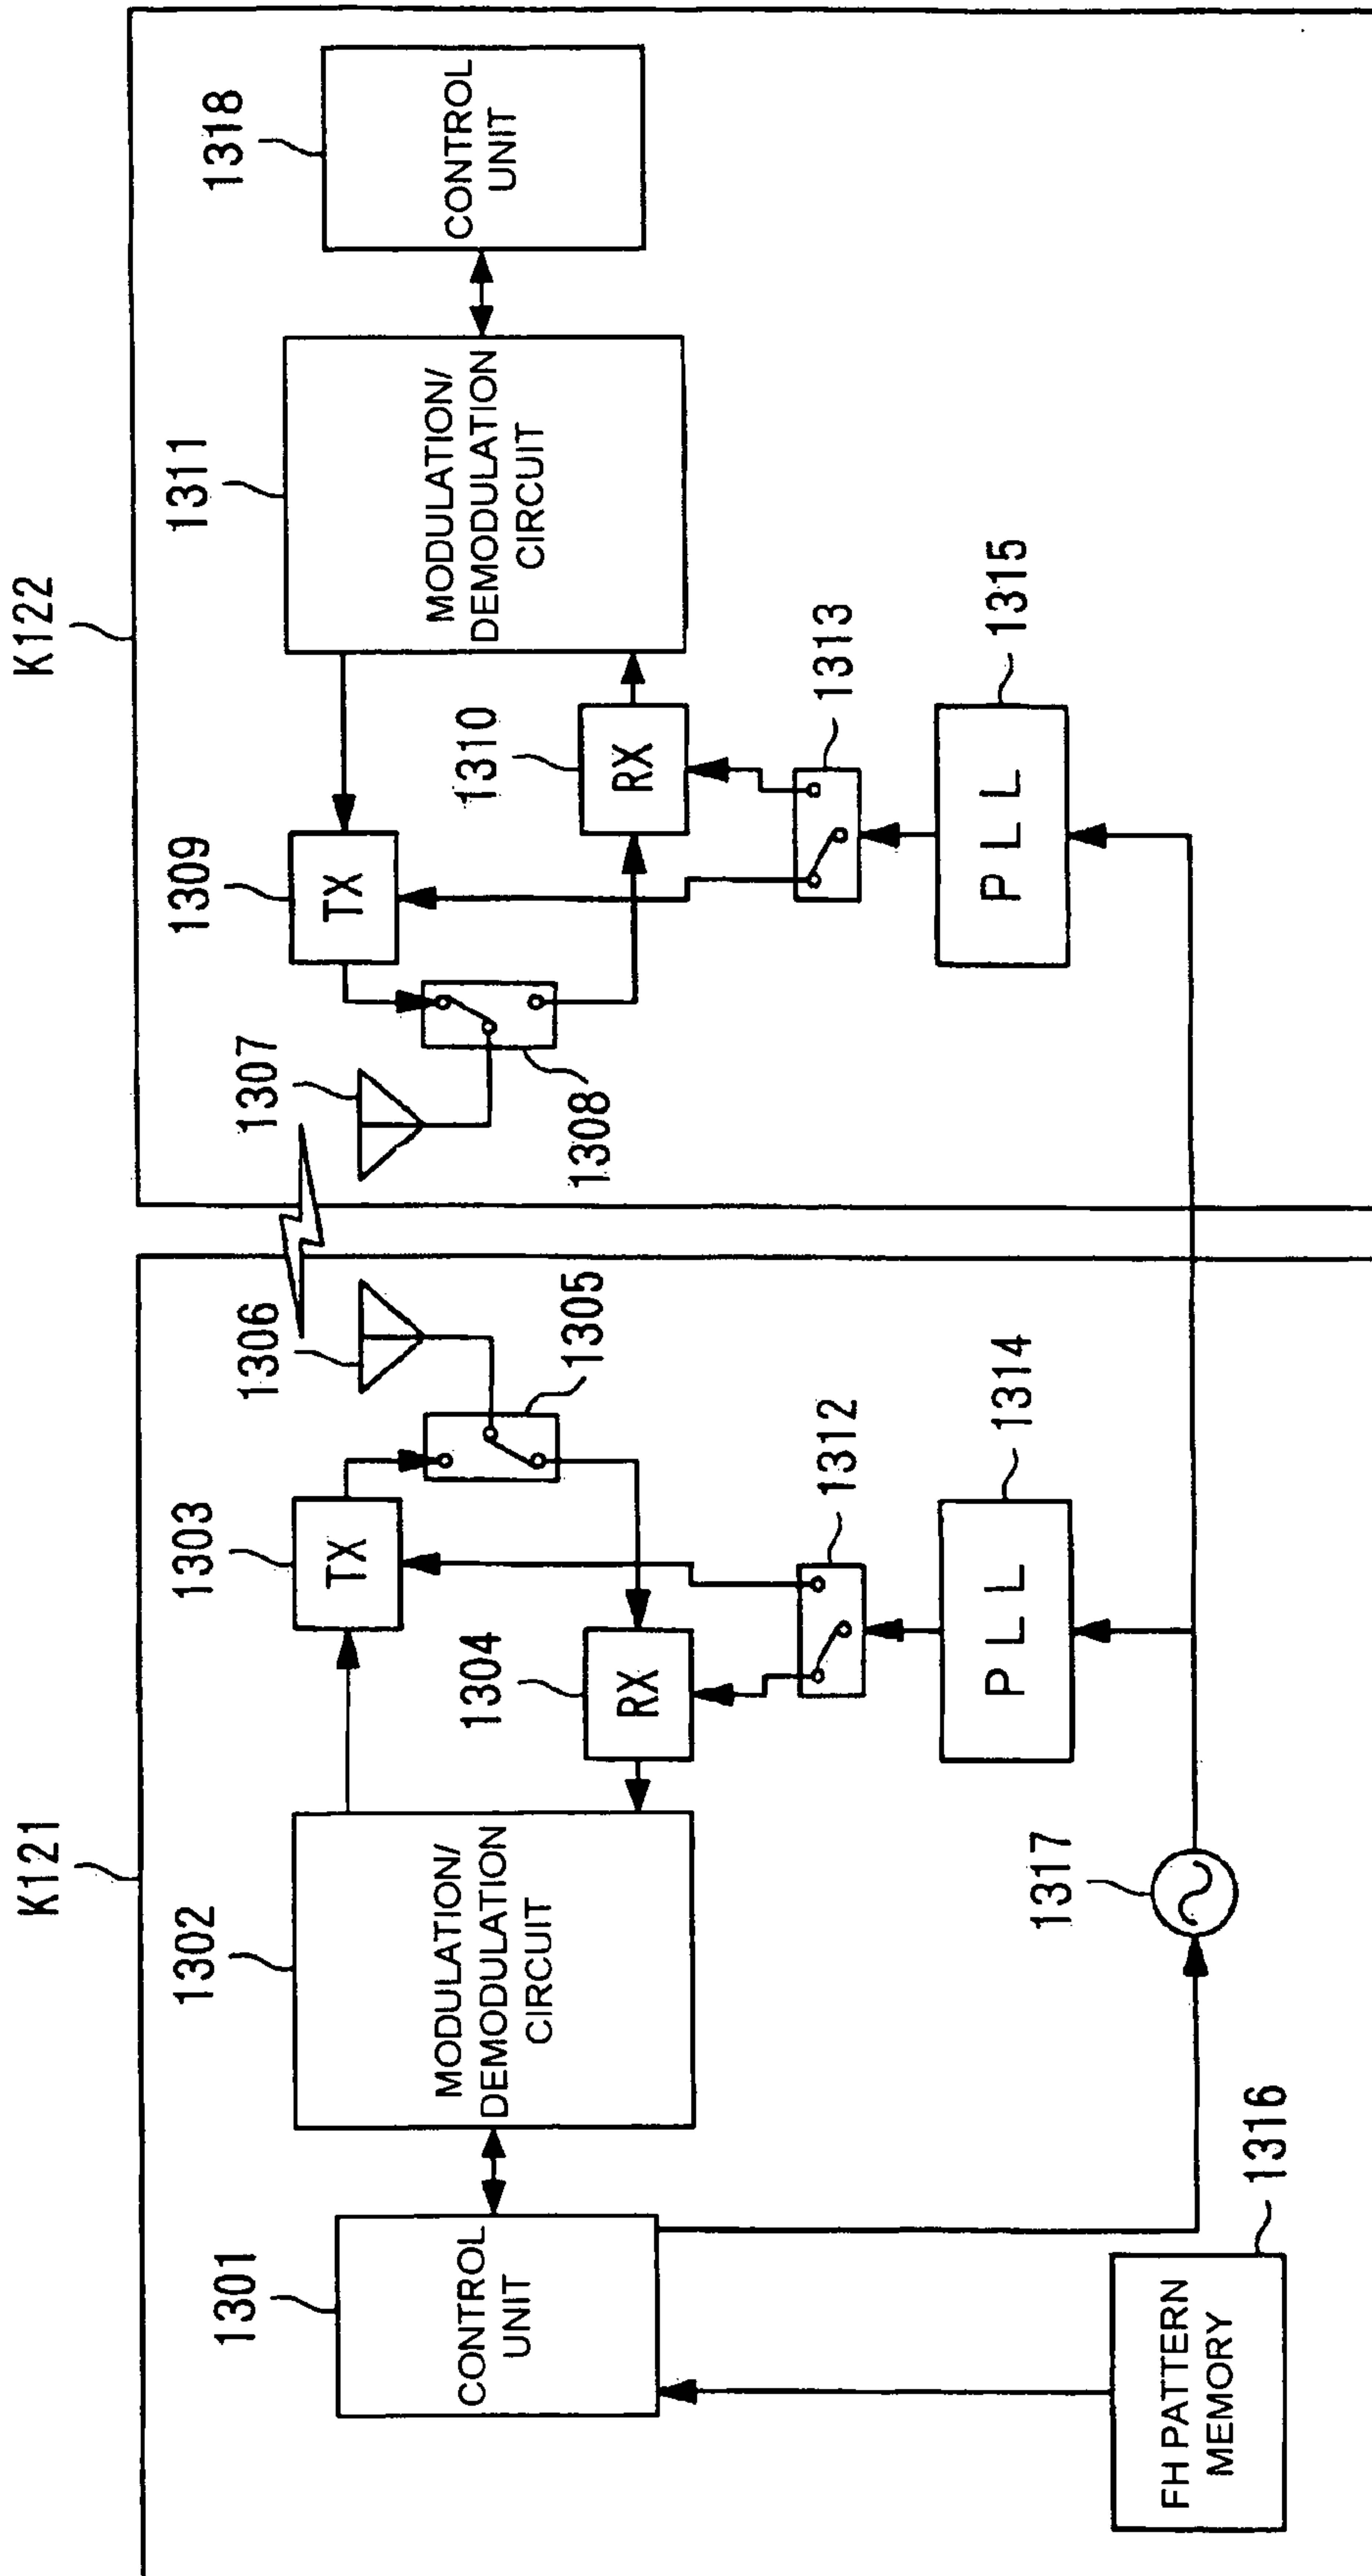 K121
K122
1301
CONTROL
UNIT
1302
MODULATION/
DEMODULATION
CIRCUIT
1303
TX
1304
RX
1305
1306
1307
1308
1309
TX
1310
RX
1311
MODULATION/
DEMODULATION
CIRCUIT
1318
CONTROL
UNIT
1312
1313
1314
PLL
1315
PLL
1317
1316
FH PATTERN
MEMORY